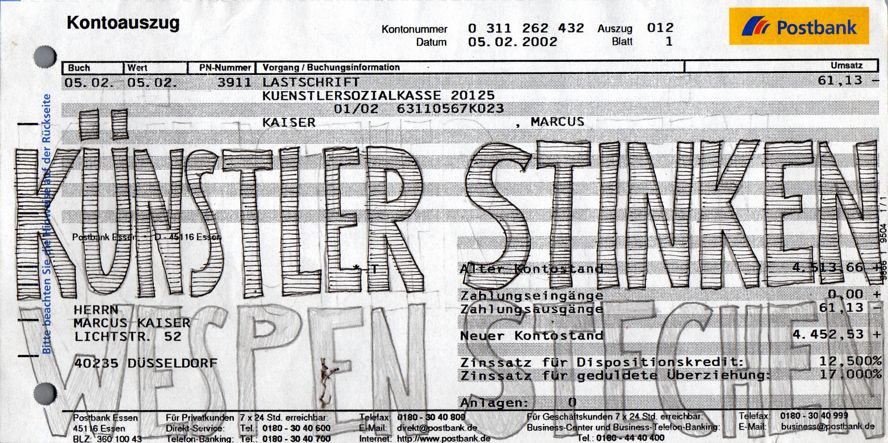 Kontoauszug
Kontonummer 0 311 262 432 Auszug 012
Datum 05.02.2002 Blatt 1
Postbank
Buch Wert PN-Nummer Vorgang / Buchungsinformation Umsatz
05.02. 05.02. 3911 LASTSCHRIFT 61,13 -
KUENSTLERSOZIALKASSE 20125
01/02 63110567K023
KAISER , MARCUS
KÜNSTLER STINKEN
Postbank Essen D - 45116 Essen
* T
Alter Kontostand 4.513,66 +
Zahlungseingänge 0,00 +
Zahlungsausgänge 61,13 -
Neuer Kontostand 4.452,53 +
Zinssatz für Dispositionskredit: 12,500%
Zinssatz für geduldete Überziehung: 17,000%
Anlagen: 0
HERRN
MARCUS KAISER
LICHTSTR. 52
40235 DÜSSELDORF
WESPEN STECHEN
Bitte beachten Sie die Hinweise auf der Rückseite
Postbank Essen Für Privatkunden 7 x 24 Std. erreichbar: Telefax 0180 - 30 40 800 Für Geschäftskunden 7 x 24 Std. erreichbar: Telefax 0180 - 30 40 999
45116 Essen Direkt-Service: Tel.: 0180 - 30 40 600 E-Mail: direkt@postbank.de Business-Center und Business-Telefon-Banking: E-Mail: business@postbank.de
BLZ: 360 100 43 Telefon-Banking: Tel.: 0180 - 30 40 700 Internet: http://www.postbank.de Tel.: 0180 - 44 40 400